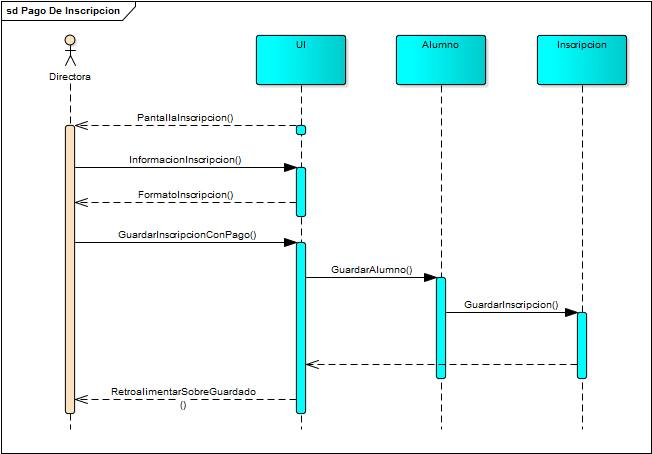 sd Pago De Inscripcion
UI
Alumno
Inscripcion
Directora
PantallaInscripcion()
InformacionInscripcion()
FormatoInscripcion()
GuardarInscripcionConPago()
GuardarAlumno()
GuardarInscripcion()
RetroalimentarSobreGuardado
()